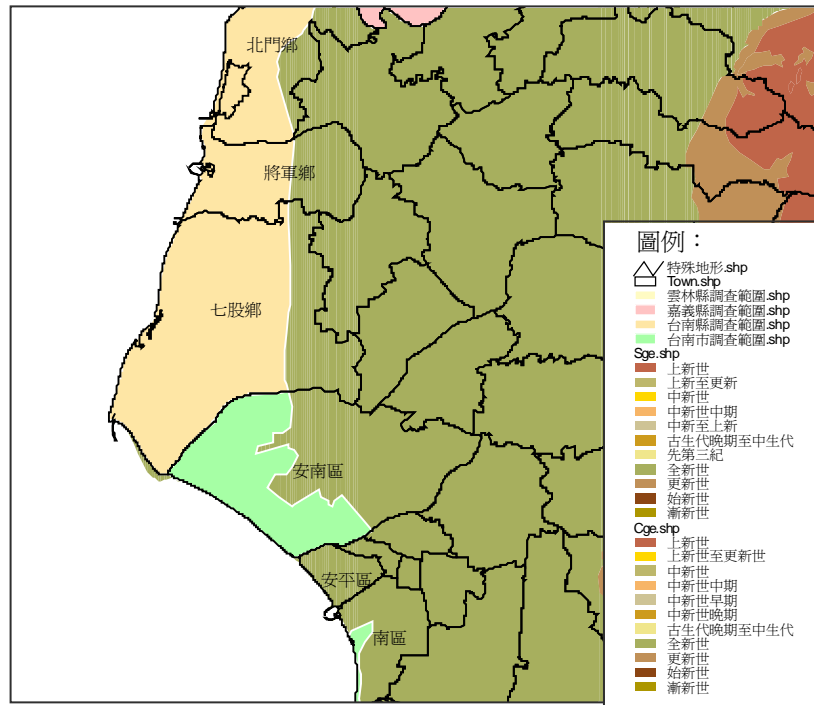 北門鄉
將軍鄉
七股鄉
安南區
安平區
南區
圖例：
特殊地形.shp
Town.shp
雲林縣調查範圍.shp
嘉義縣調查範圍.shp
台南縣調查範圍.shp
台南市調查範圍.shp
Sge.shp
上新世
上新至更新
中新世
中新世中期
中新至上新
古生代晚期至中生代
先第三紀
全新世
更新世
始新世
漸新世
Cge.shp
上新世
上新世至更新世
中新世
中新世中期
中新世早期
中新世晚期
古生代晚期至中生代
全新世
更新世
始新世
漸新世